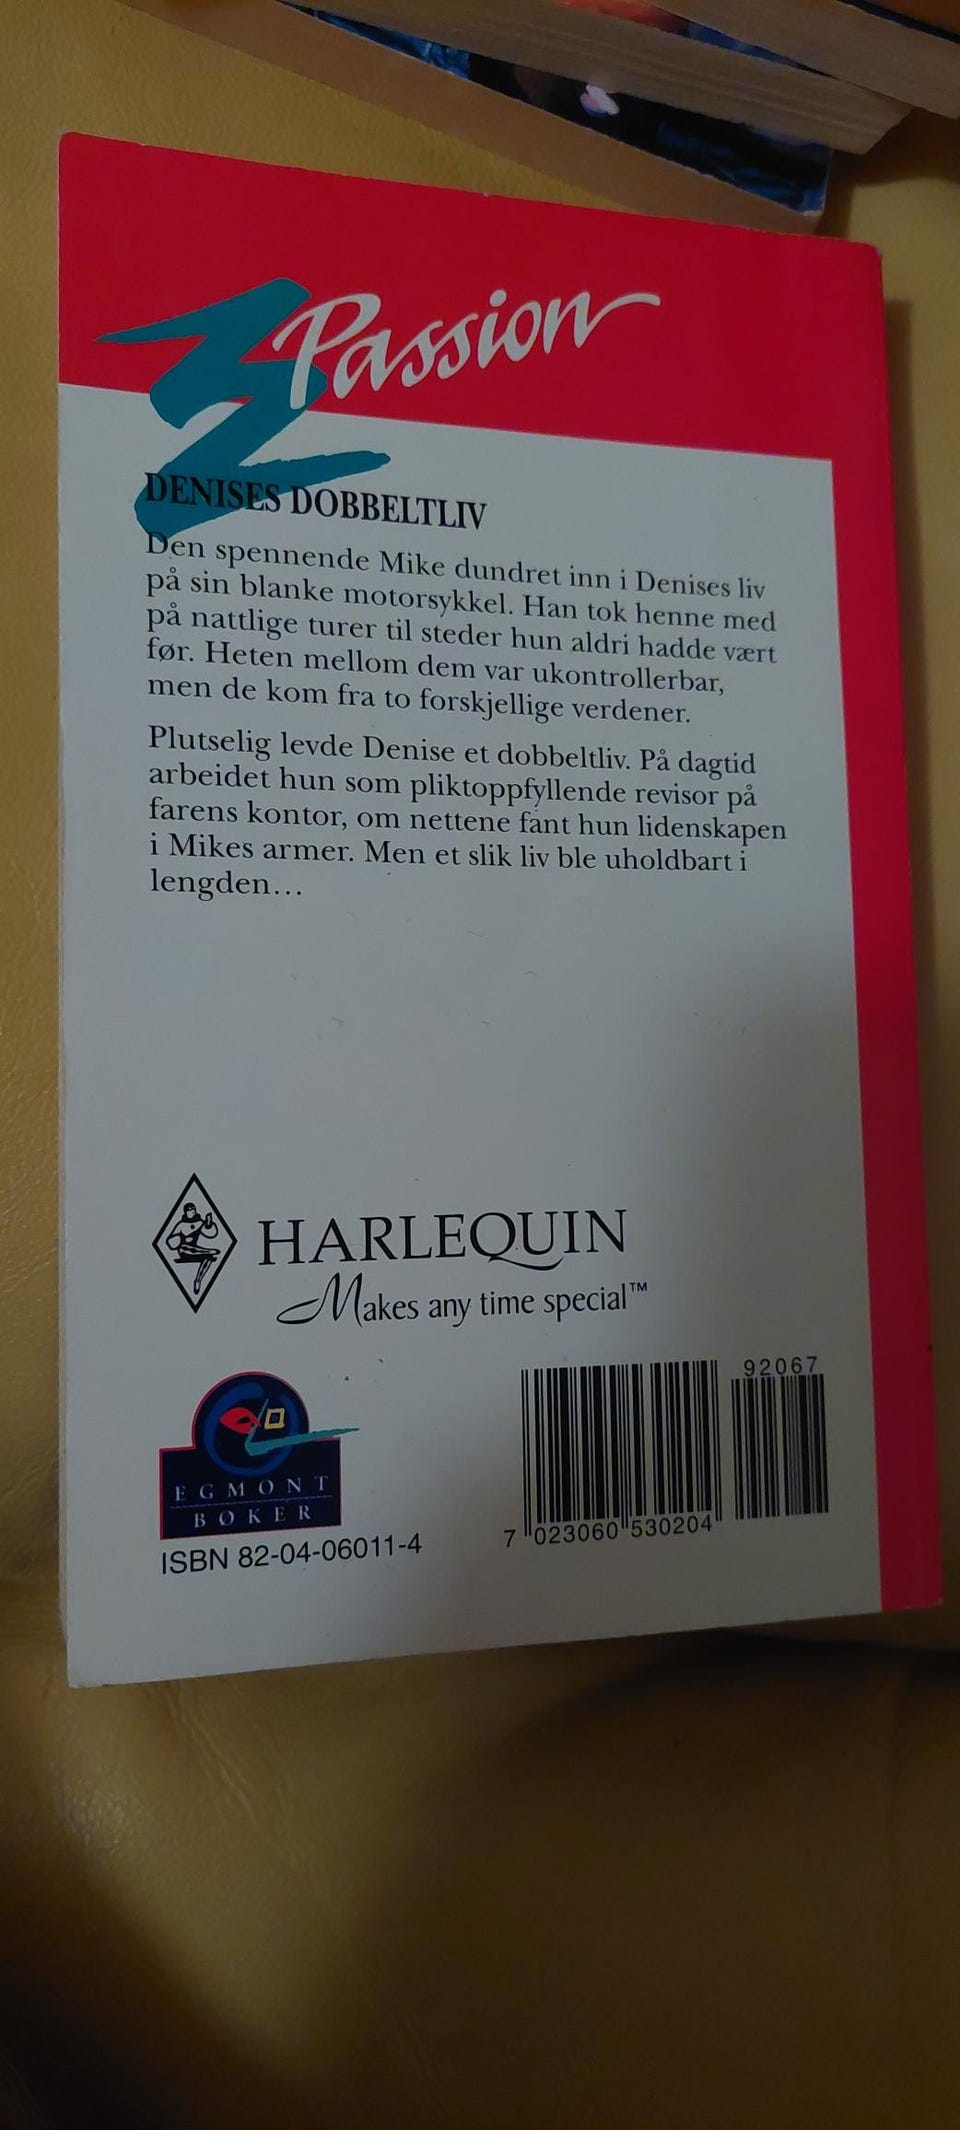 Passion
DENISES DOBBELTLIV
Den spennende Mike dundret inn i Denises liv
på sin blanke motorsykkel. Han tok henne med
på nattlige turer til steder hun aldri hadde vært
før. Heten mellom dem var ukontrollerbar,
men de kom fra to forskjellige verdener.
Plutselig levde Denise et dobbeltliv. På dagtid
arbeidet hun som pliktoppfyllende revisor på
farens kontor, om nettene fant hun lidenskapen
i Mikes armer. Men et slik liv ble uholdbart i
lengden...
HARLEQUIN
Makes any time special™
EGMONT
BØKER
ISBN 82-04-06011-4
92067
7 023060 530204